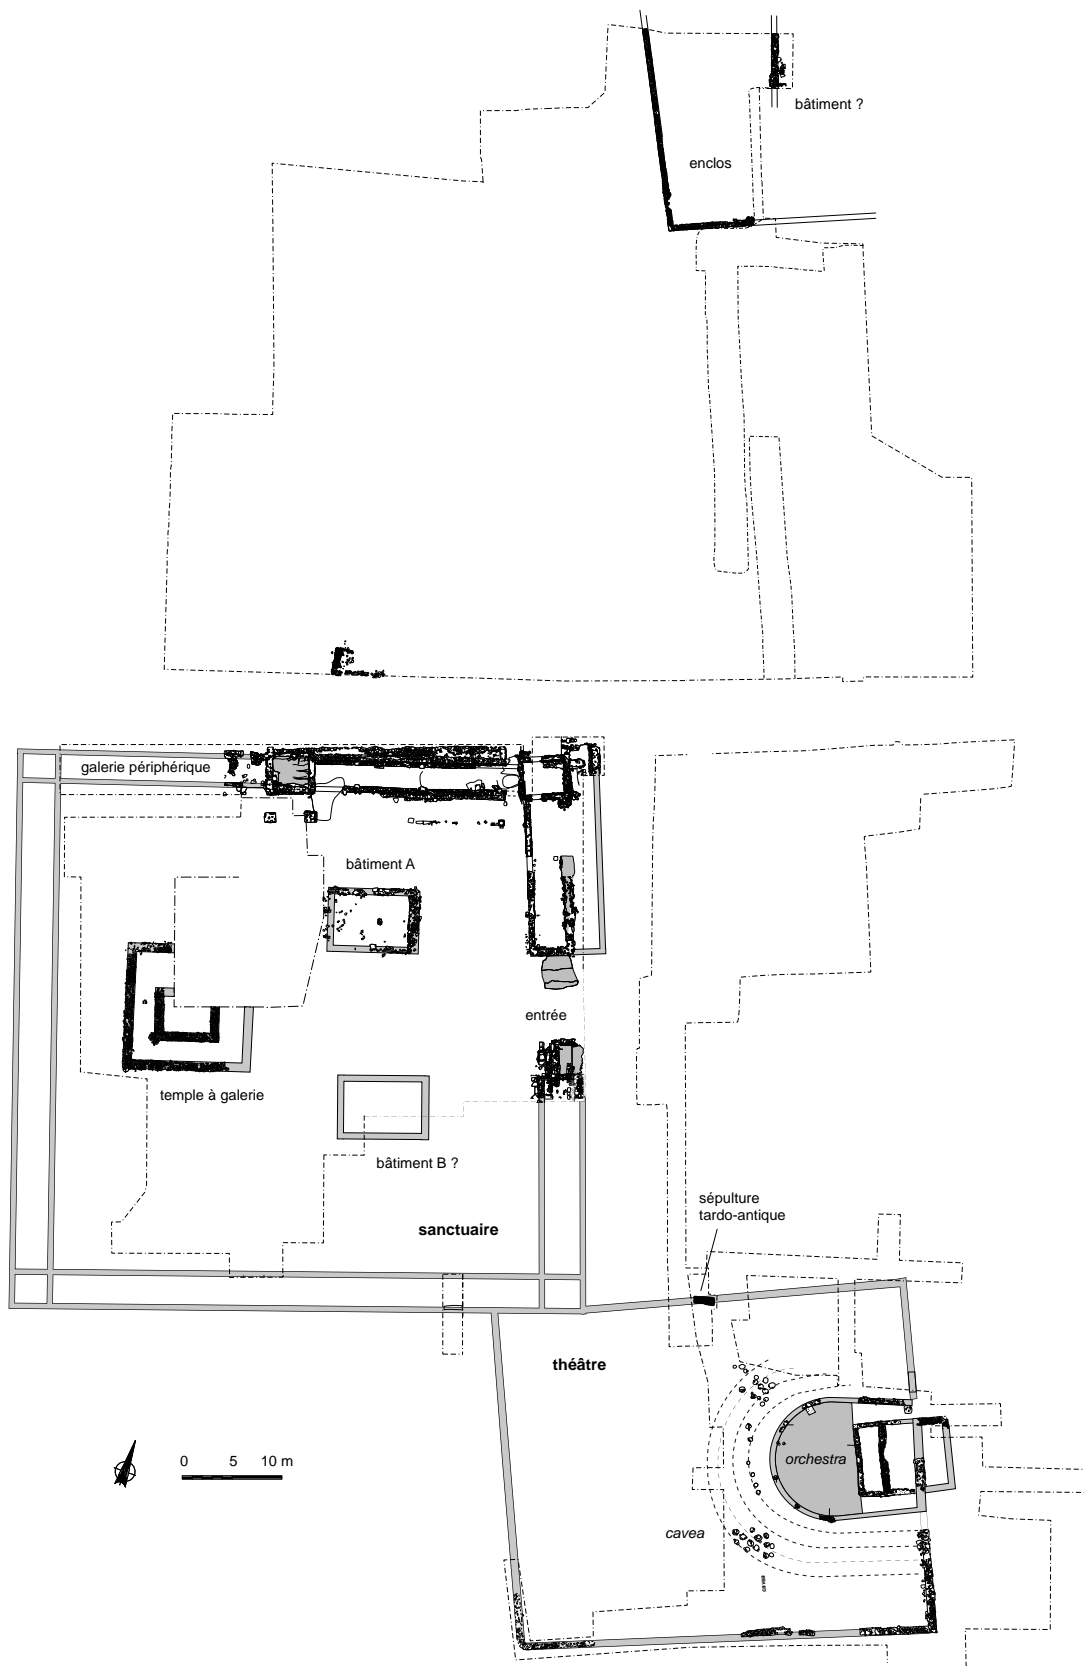 bâtiment ?
enclos
galerie périphérique
bâtiment A
entrée
temple à galerie
bâtiment B ?
sanctuaire
sépulture
tardo-antique
théâtre
orchestra
cavea
0 5 10 m